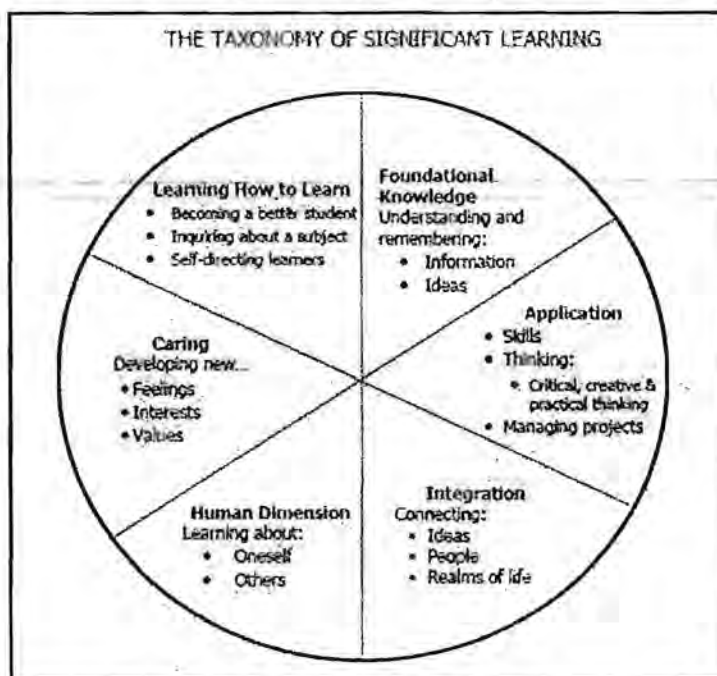 THE TAXONOMY OF SIGNIFICANT LEARNING
Learning How to Learn
• Becoming a better student
• Inquiring about a subject
• Self-directing learners
Foundational
Knowledge
Understanding and
remembering:
• Information
• Ideas
Application
• Skills
• Thinking:
• Critical, creative &
practical thinking
• Managing projects
Integration
Connecting:
• Ideas
• People
• Realms of life
Human Dimension
Learning about:
• Oneself
• Others
Caring
Developing new...
• Feelings
• Interests
• Values